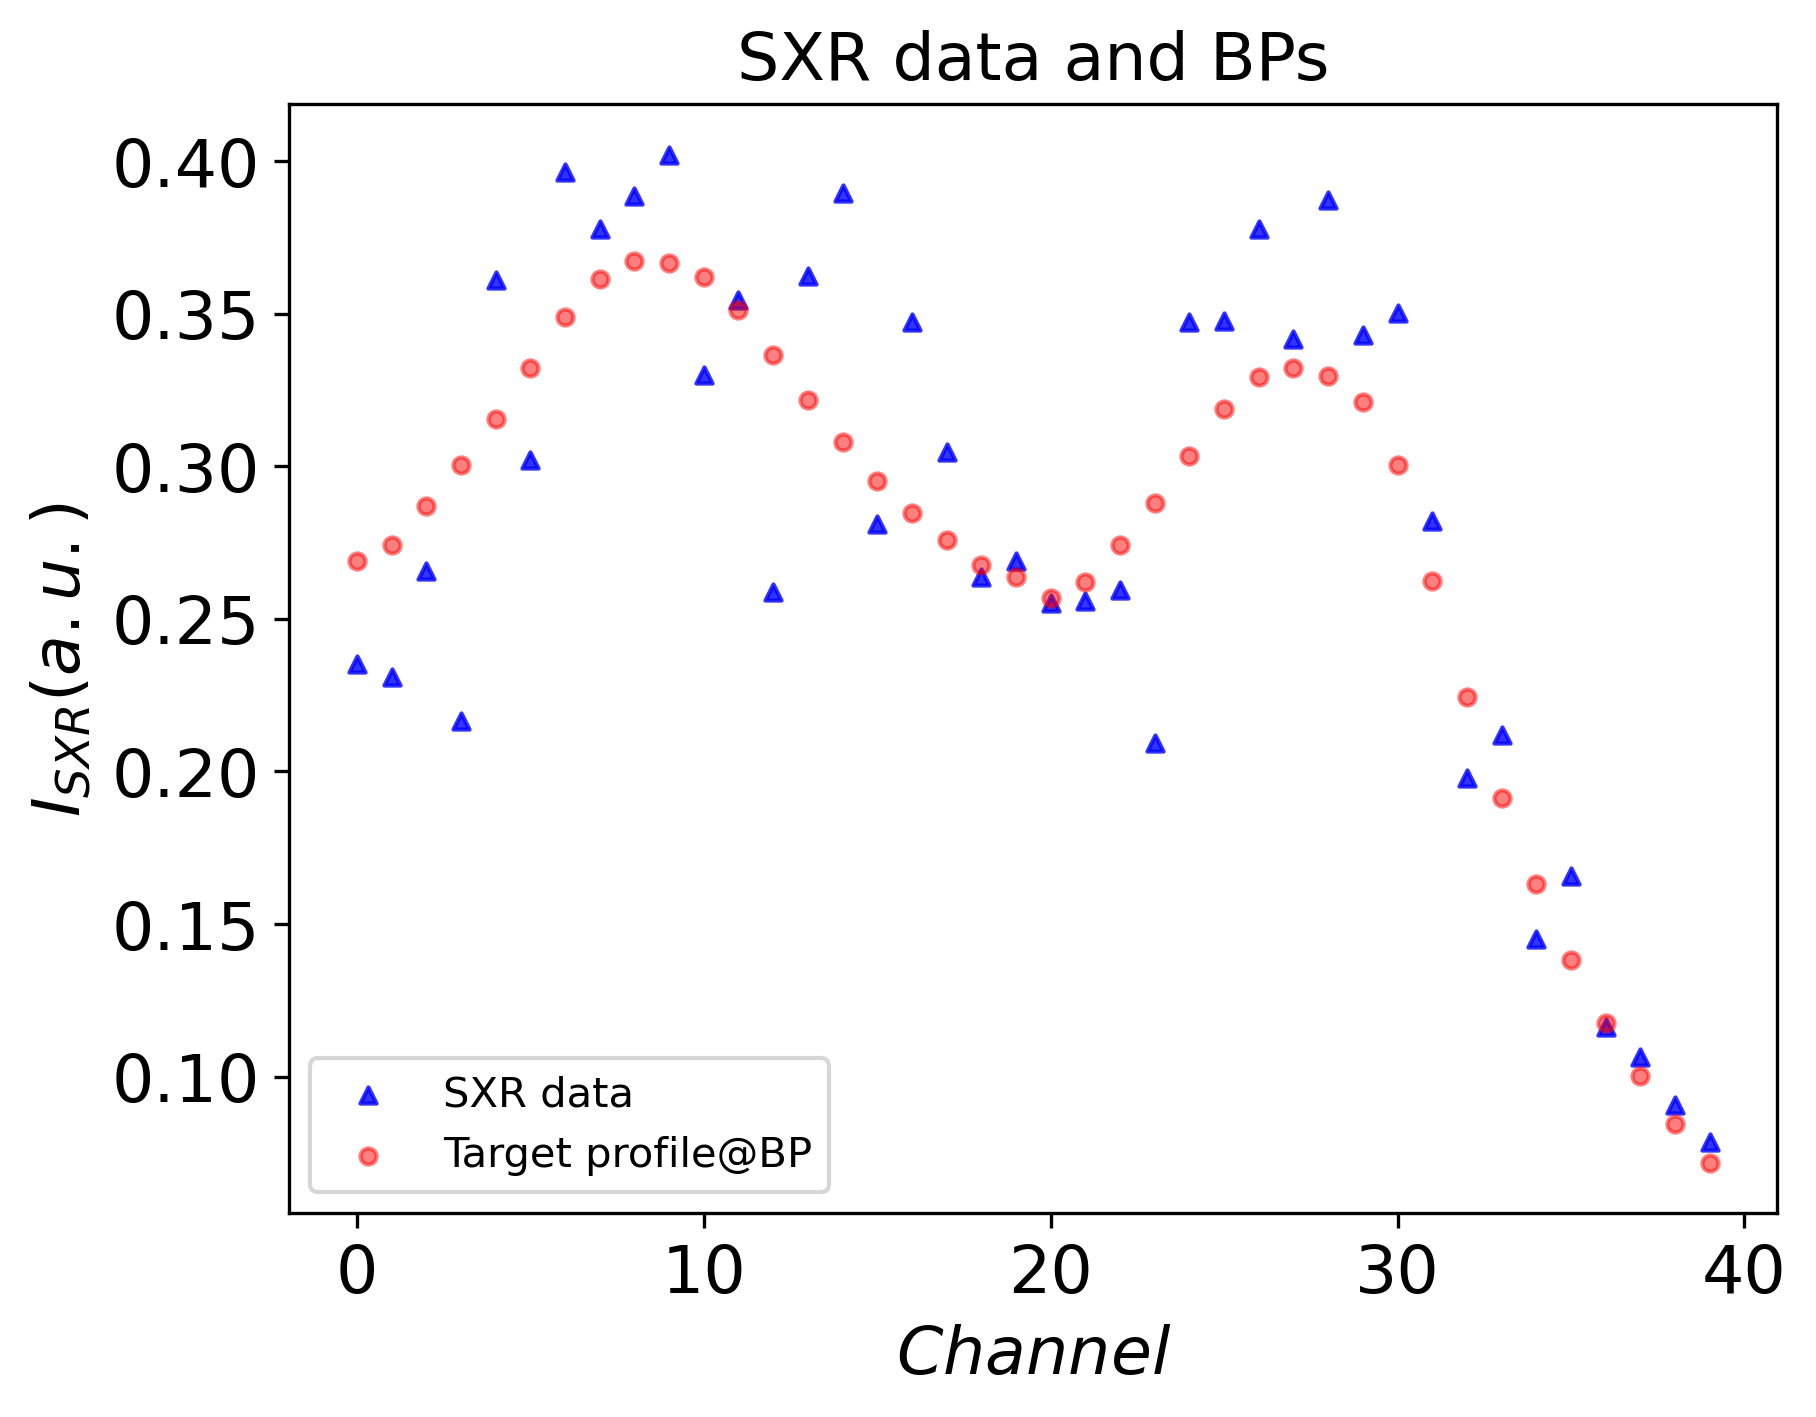 SXR data and BPs
0.40
0.35
0.30
0.25
0.20
0.15
0.10
I_SXR(a.u.)
SXR data
Target profile@BP
0 10 20 30 40
Channel